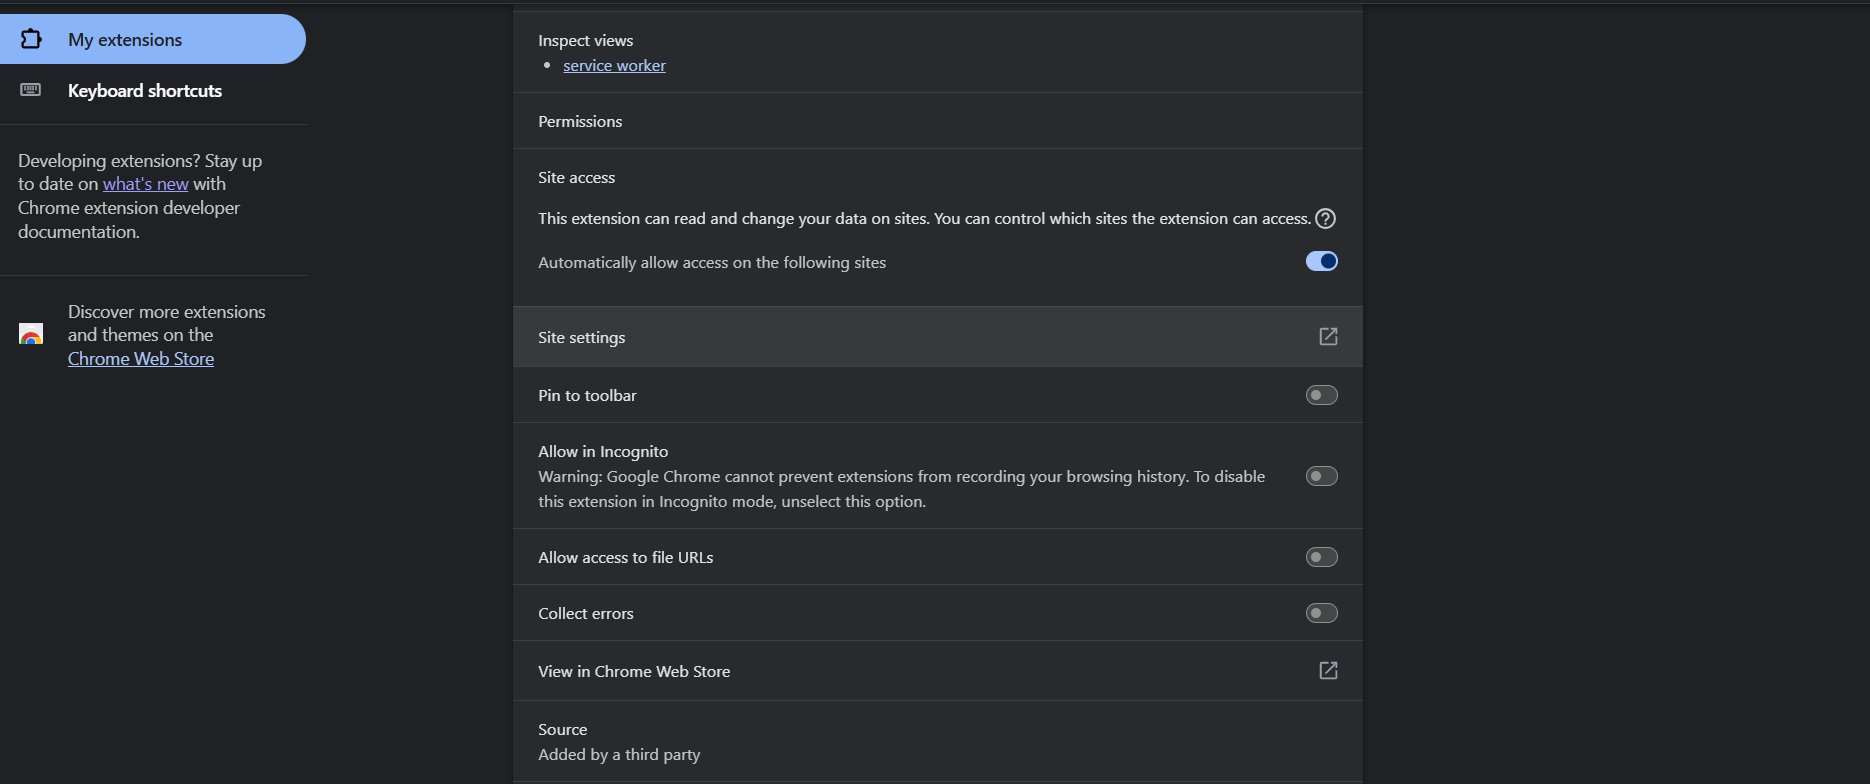 My extensions
Keyboard shortcuts
Developing extensions? Stay up
to date on what's new with
Chrome extension developer
documentation.
Discover more extensions
and themes on the
Chrome Web Store
Inspect views
service worker
Permissions
Site access
This extension can read and change your data on sites. You can control which sites the extension can access.
Automatically allow access on the following sites
Site settings
Pin to toolbar
Allow in Incognito
Warning: Google Chrome cannot prevent extensions from recording your browsing history. To disable
this extension in Incognito mode, unselect this option.
Allow access to file URLs
Collect errors
View in Chrome Web Store
Source
Added by a third party